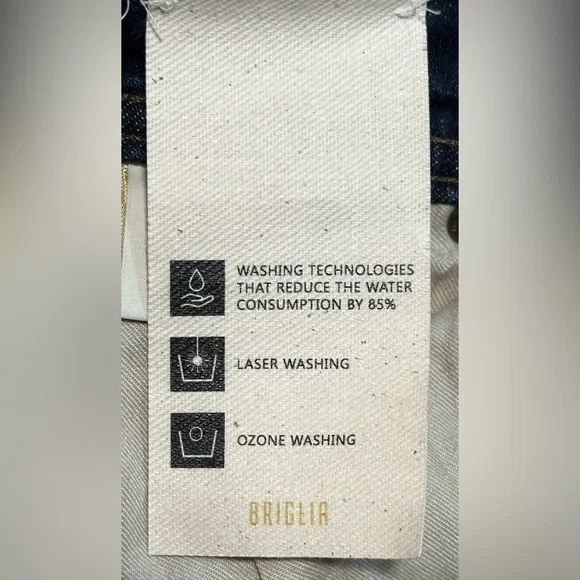 WASHING TECHNOLOGIES
THAT REDUCE THE WATER
CONSUMPTION BY 85%
LASER WASHING
OZONE WASHING
BRIGLIA